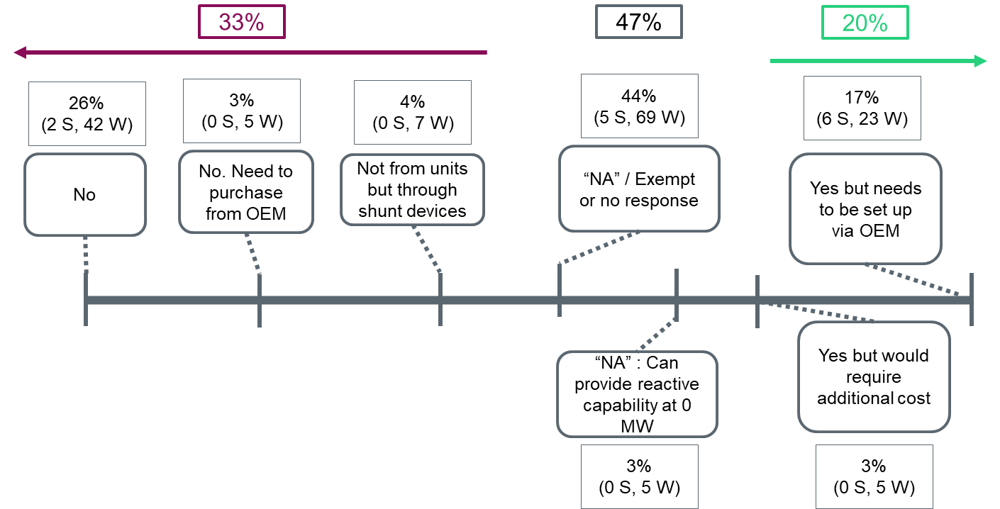 33%
47%
20%
26%
(2 S, 42 W)
3%
(0 S, 5 W)
4%
(0 S, 7 W)
44%
(5 S, 69 W)
17%
(6 S, 23 W)
No
No. Need to
purchase
from OEM
Not from units
but through
shunt devices
“NA” / Exempt
or no response
Yes but needs
to be set up
via OEM
“NA” : Can
provide reactive
capability at 0
MW
Yes but would
require
additional cost
3%
(0 S, 5 W)
3%
(0 S, 5 W)